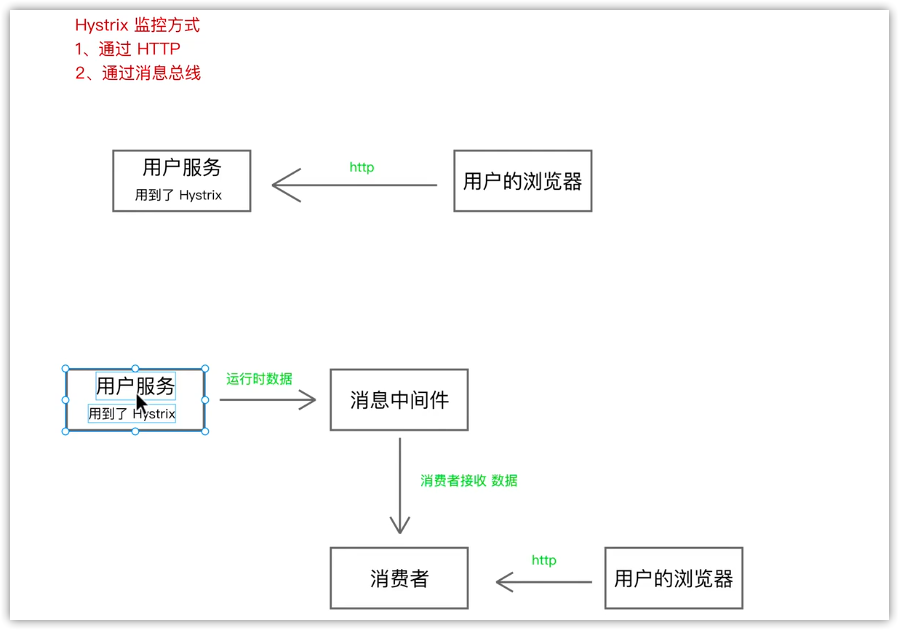 Hystrix 监控方式
1、通过 HTTP
2、通过消息总线
用户服务
用到了 Hystrix
http
用户的浏览器
用户服务
用到了 Hystrix
运行时数据
消息中间件
消费者接收 数据
消费者
http
用户的浏览器